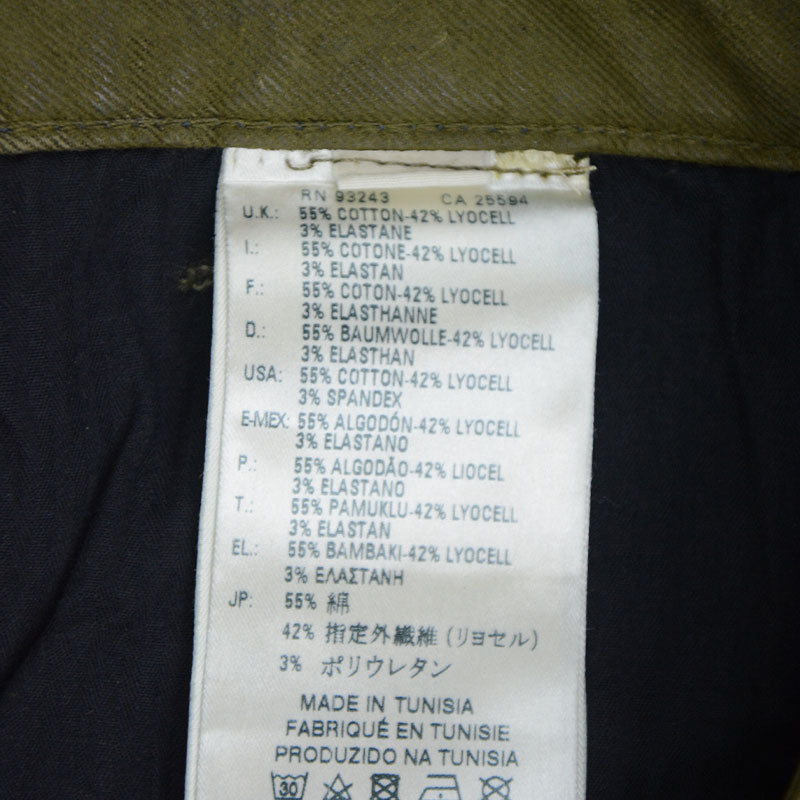 RN 93243 CA 25594
U.K.: 55% COTTON-42% LYOCELL
3% ELASTANE
I.: 55% COTONE-42% LYOCELL
3% ELASTAN
F.: 55% COTON-42% LYOCELL
3% ELASTHANNE
D.: 55% BAUMWOLLE-42% LYOCELL
3% ELASTHAN
USA: 55% COTTON-42% LYOCELL
3% SPANDEX
E-MEX: 55% ALGODÓN-42% LYOCELL
3% ELASTANO
P.: 55% ALGODÃO-42% LIOCEL
3% ELASTANO
T.: 55% PAMUKLU-42% LYOCELL
3% ELASTAN
EL.: 55% BAMBAKI-42% LYOCELL
3% ΕΛΑΣΤΑΝΗ
JP: 55% 綿
42% 指定外繊維 (リヨセル)
3% ポリウレタン
MADE IN TUNISIA
FABRIQUÉ EN TUNISIE
PRODUZIDO NA TUNISIA
30